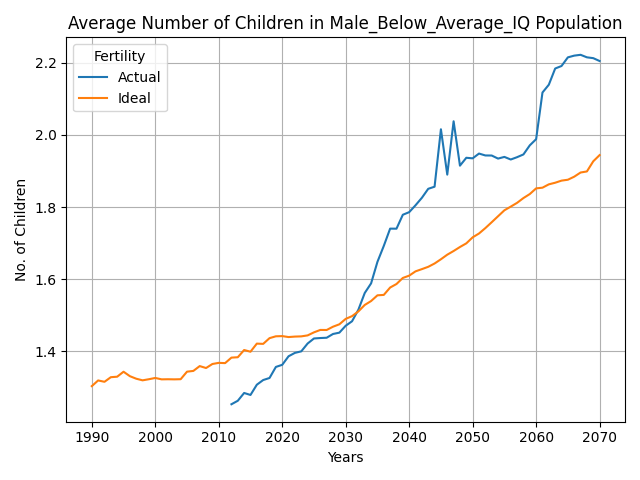 Average Number of Children in Male_Below_Average_IQ Population
Fertility
Actual
Ideal
No. of Children
2.2
2.0
1.8
1.6
1.4
1990 2000 2010 2020 2030 2040 2050 2060 2070
Years